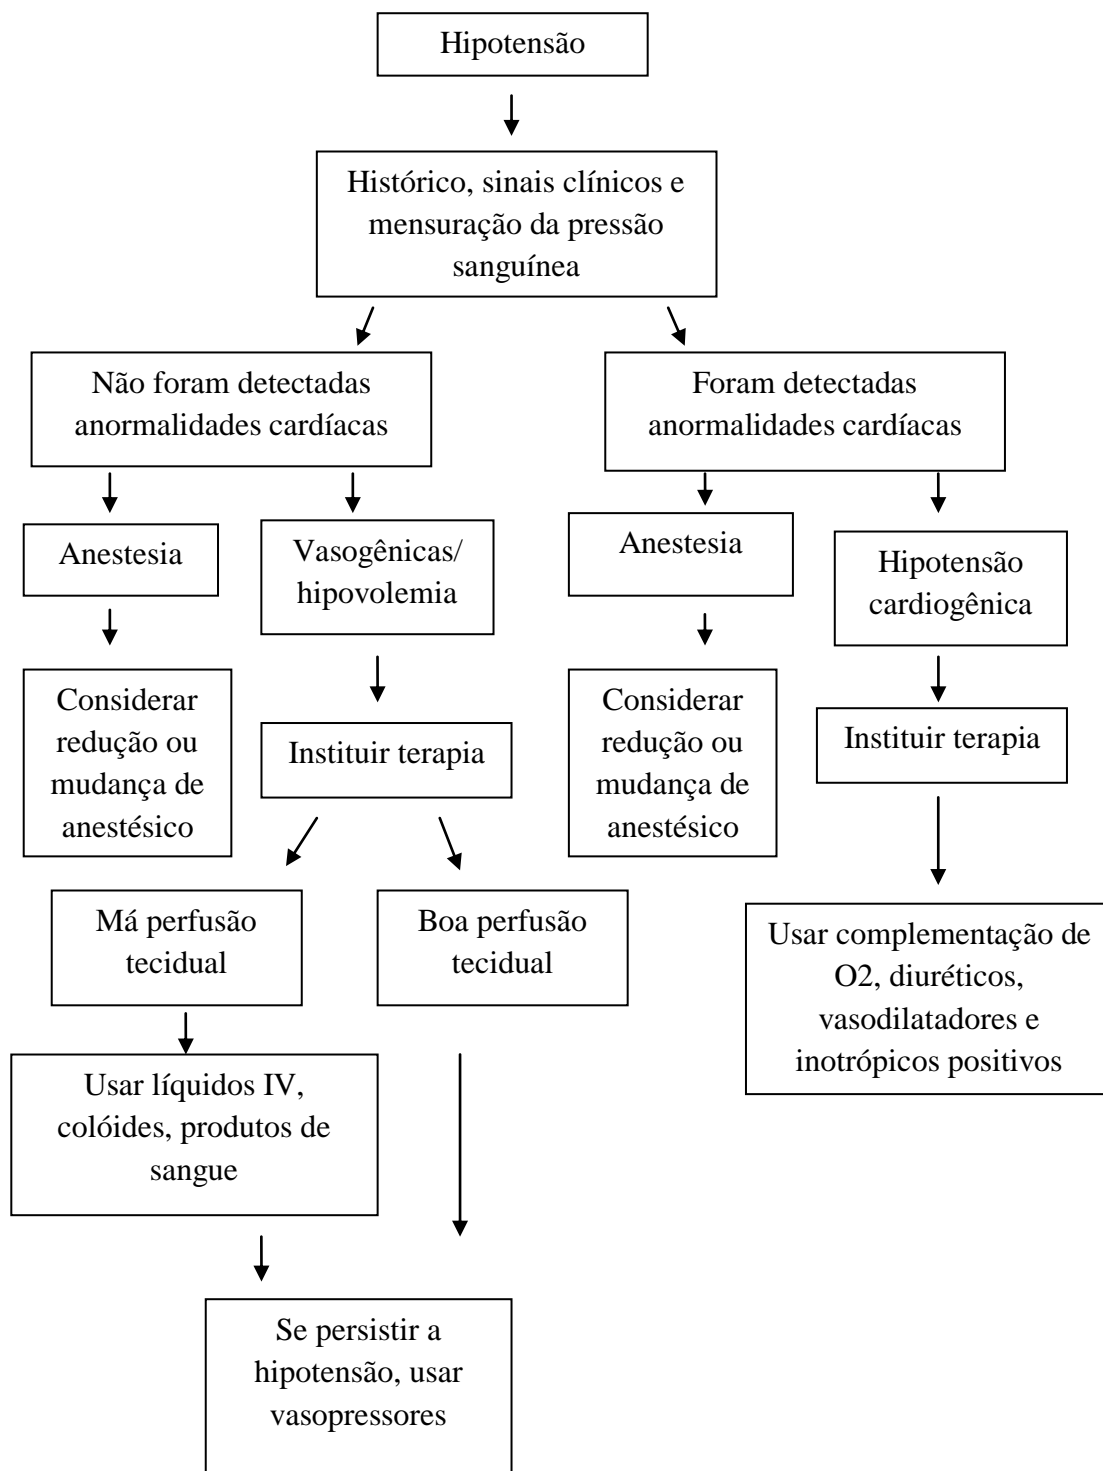 Hipotensão
Histórico, sinais clínicos e
mensuração da pressão
sanguínea
Não foram detectadas
anormalidades cardíacas
Foram detectadas
anormalidades cardíacas
Anestesia
Vasogênicas/
hipovolemia
Anestesia
Hipotensão
cardiogênica
Considerar
redução ou
mudança de
anestésico
Instituir terapia
Considerar
redução ou
mudança de
anestésico
Instituir terapia
Má perfusão
tecidual
Boa perfusão
tecidual
Usar complementação de
O2, diuréticos,
vasodilatadores e
inotrópicos positivos
Usar líquidos IV,
colóides, produtos de
sangue
Se persistir a
hipotensão, usar
vasopressores